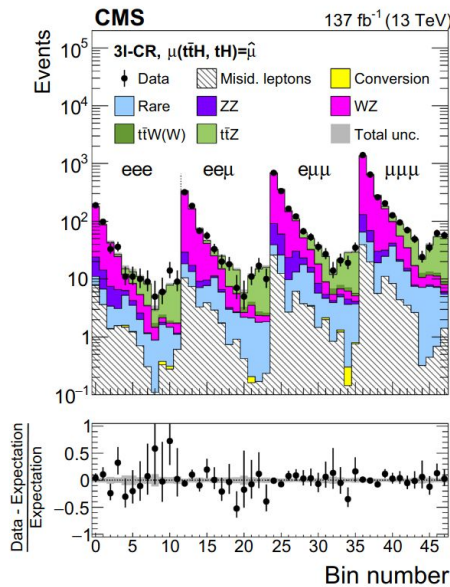 CMS 137 fb⁻¹ (13 TeV)
Events
3l-CR, μ(tt̄H, tH)=μ̂
Data Misid. leptons Conversion
Rare ZZ WZ
tt̄W(W) tt̄Z Total unc.
eee eeμ eμμ μμμ
10⁵
10⁴
10³
10²
10
1
10⁻¹
Data - Expectation
Expectation
1
0.5
0
−0.5
−1
0 5 10 15 20 25 30 35 40 45
Bin number